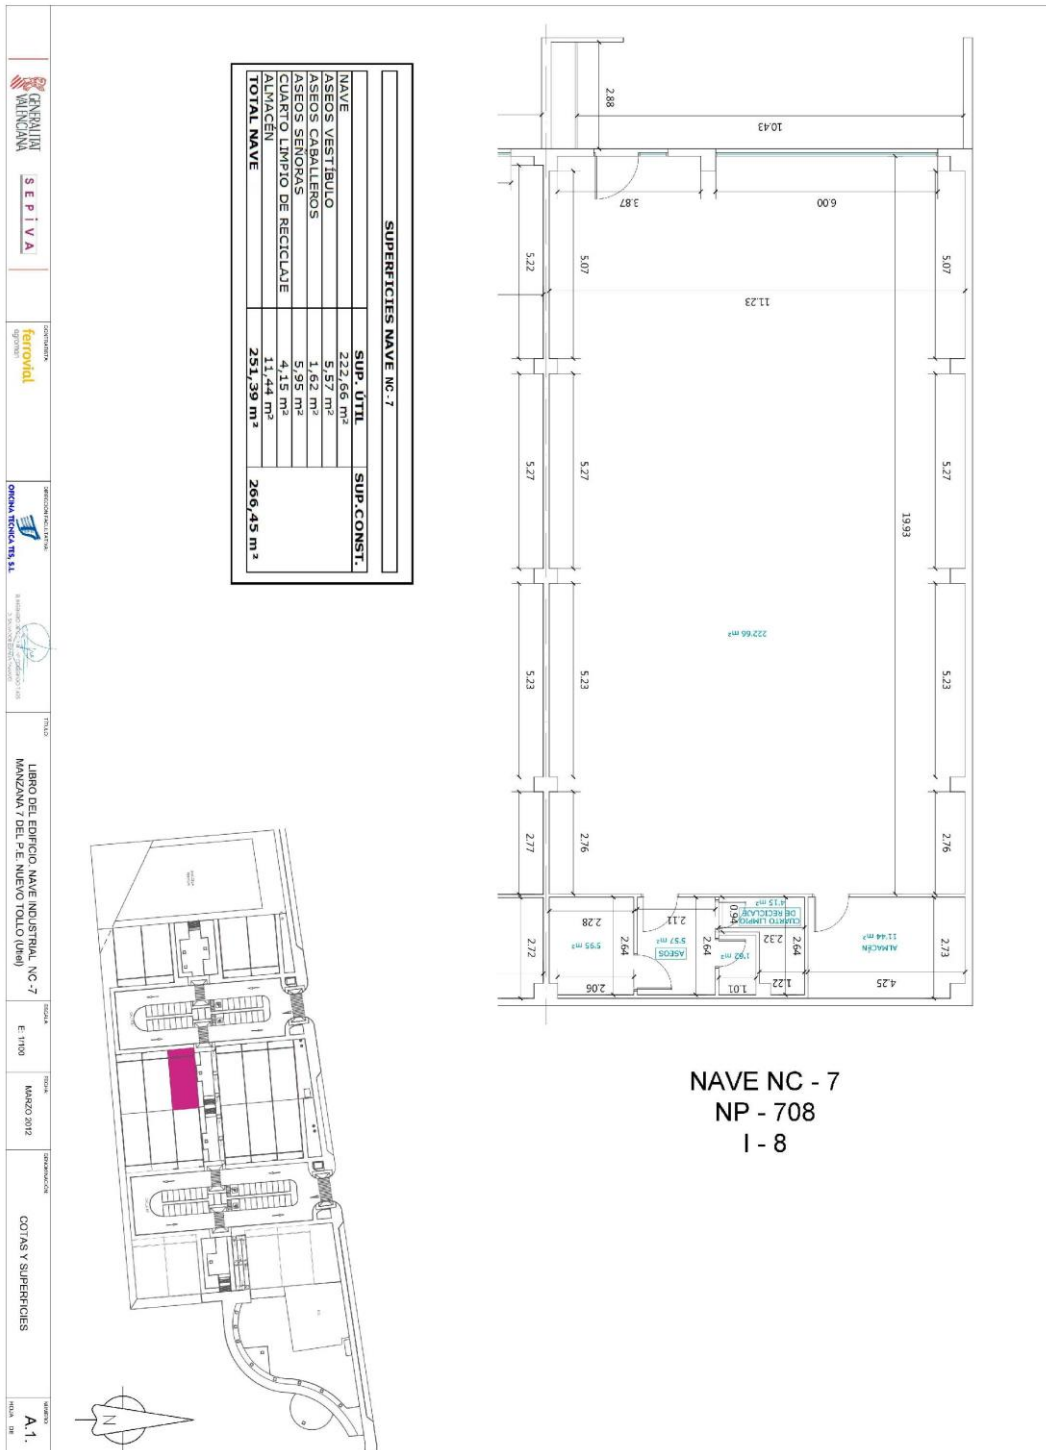 GENERALITAT
VALENCIANA
SEPIVA
CONTRATISTA:
ferrovial
agroman
OFICINA TECNICA TES, S.L.
TITULO
LIBRO DEL EDIFICIO. NAVE INDUSTRIAL NC -7
MANZANA 7 DEL P.E. NUEVO TOLLO (Utiel)
ESCALA
E: 1/100
FECHA:
MARZO 2012
COTAS Y SUPERFICIES
A.1.
HOJA DE
SUPERFICIES NAVE NC-7
SUP. ÚTIL SUP.CONST.
NAVE 222,66 m²
ASEOS VESTÍBULO 5,57 m²
ASEOS CABALLEROS 1,62 m²
ASEOS SEÑORAS 5,95 m²
CUARTO LIMPIO DE RECICLAJE 4,15 m²
ALMACÉN 11,44 m²
TOTAL NAVE 251,39 m² 266,45 m²
2.88
10.43
3.87
6.00
5.22
5.07
5.07
11.23
5.27
5.27
5.27
19.93
222.66 m²
5.23
5.23
5.23
2.77
2.76
2.76
2.72
2.28
5.95 m²
2.06
2.64
2.11
5.57 m²
ASEOS
2.64
0.94
4.15 m²
CUARTO LIMPIO
DE RECICLAJE
1.62 m²
2.32
2.64
1.01
1.22
11.44 m²
ALMACÉN
4.25
2.73
NAVE NC - 7
NP - 708
I - 8
N